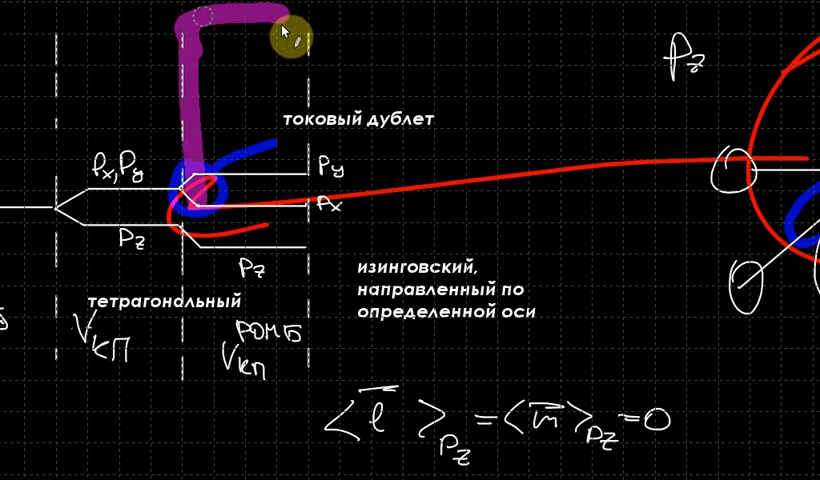 Pz
токовый дублет
Px, Py
Py
Px
Pz
Pz
изинговский,
направленный по
определенной оси
тетрагональный
Vкп
РОМБ
Vкп
<l>Pz = <m>Pz = 0